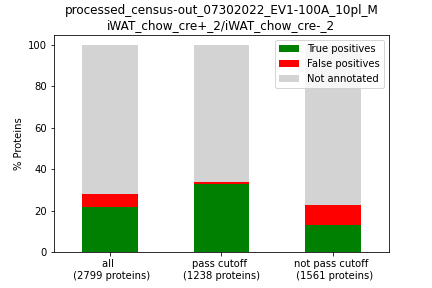 processed_census-out_07302022_EV1-100A_10pl_M
iWAT_chow_cre+_2/iWAT_chow_cre-_2
True positives
False positives
Not annotated
% Proteins
100
80
60
40
20
0
all
(2799 proteins)
pass cutoff
(1238 proteins)
not pass cutoff
(1561 proteins)